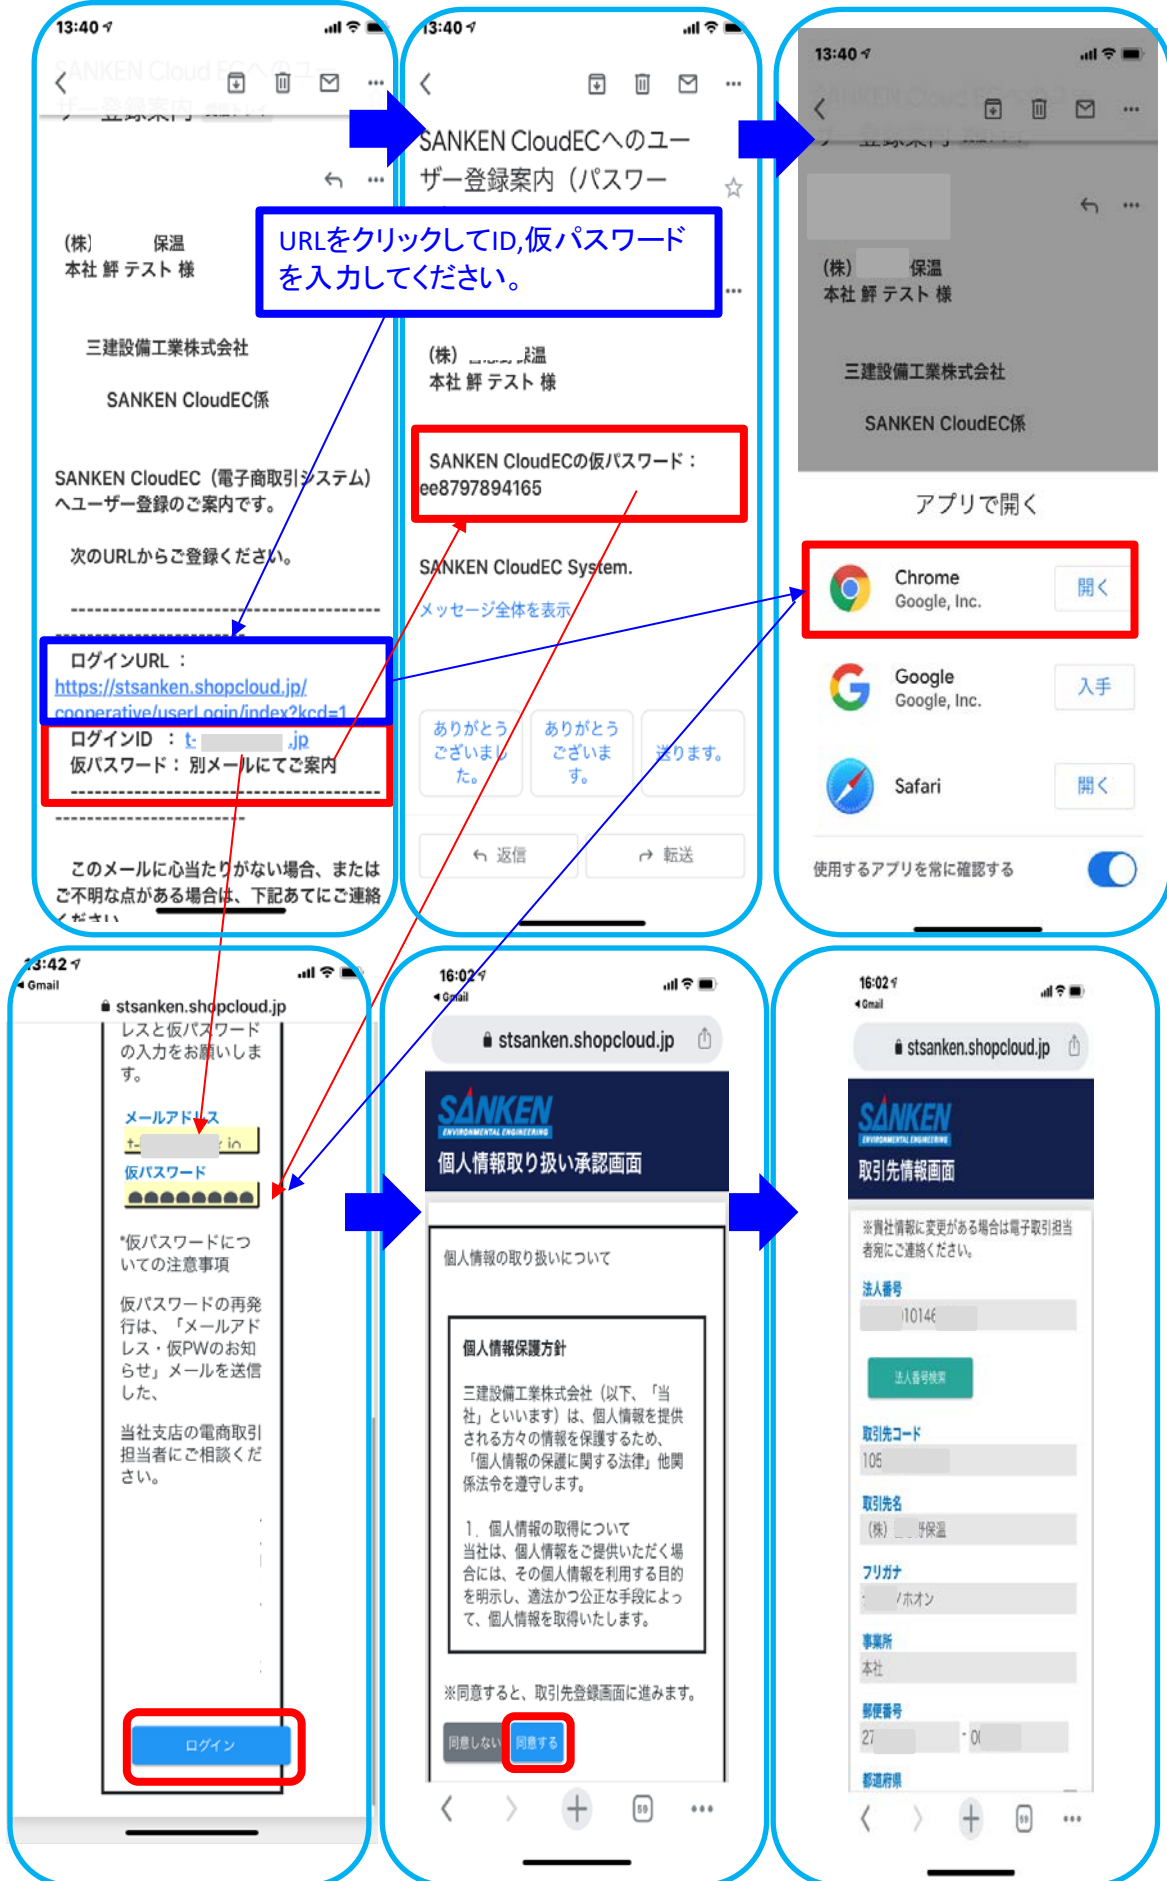 13:40
SANKEN Cloud ECへのユー
ザー登録案内 受信トレイ
(株) 保温
本社 鮃 テスト 様
三建設備工業株式会社
SANKEN CloudEC係
SANKEN CloudEC（電子商取引システム）
へユーザー登録のご案内です。
次のURLからご登録ください。
---------------------------------------
------------------------
ログインURL ：
https://stsanken.shopcloud.jp/
cooperative/userLogin/index?kcd=1
ログインID ： t- .jp
仮パスワード： 別メールにてご案内
---------------------------------------
------------------------
このメールに心当たりがない場合、または
ご不明な点がある場合は、下記あてにご連絡
ください
13:40
SANKEN CloudECへのユー
ザー登録案内（パスワー
URLをクリックしてID,仮パスワード
を入力してください。
(株) 保温
本社 鮃 テスト 様
SANKEN CloudECの仮パスワード：
ee8797894165
SANKEN CloudEC System.
メッセージ全体を表示
ありがとう
ございまし
た。
ありがとう
ございま
す。
送ります。
返信
転送
13:40
ザー登録案内
(株) 保温
本社 鮃 テスト 様
三建設備工業株式会社
SANKEN CloudEC係
アプリで開く
Chrome
Google, Inc.
開く
Google
Google, Inc.
入手
Safari
開く
使用するアプリを常に確認する
13:42
Gmail
stsanken.shopcloud.jp
レスと仮パスワード
の入力をお願いしま
す。
メールアドレス
t-
仮パスワード
*仮パスワードにつ
いての注意事項
仮パスワードの再発
行は、「メールアド
レス・仮PWのお知
らせ」メールを送信
した、
当社支店の電商取引
担当者にご相談くだ
さい。
ログイン
16:02
Gmail
stsanken.shopcloud.jp
SANKEN
ENVIRONMENTAL ENGINEERING
個人情報取り扱い承認画面
個人情報の取り扱いについて
個人情報保護方針
三建設備工業株式会社（以下、「当
社」といいます）は、個人情報を提供
される方々の情報を保護するため、
「個人情報の保護に関する法律」他関
係法令を遵守します。
1．個人情報の取得について
当社は、個人情報をご提供いただく場
合には、その個人情報を利用する目的
を明示し、適法かつ公正な手段によっ
て、個人情報を取得いたします。
※同意すると、取引先登録画面に進みます。
同意しない
同意する
59
16:02
Gmail
stsanken.shopcloud.jp
SANKEN
ENVIRONMENTAL ENGINEERING
取引先情報画面
※貴社情報に変更がある場合は電子取引担当
者宛にご連絡ください。
法人番号
10146
法人番号検索
取引先コード
105
取引先名
(株) 保温
フリガナ
ノホオン
事業所
本社
郵便番号
27 - 0
都道府県
59